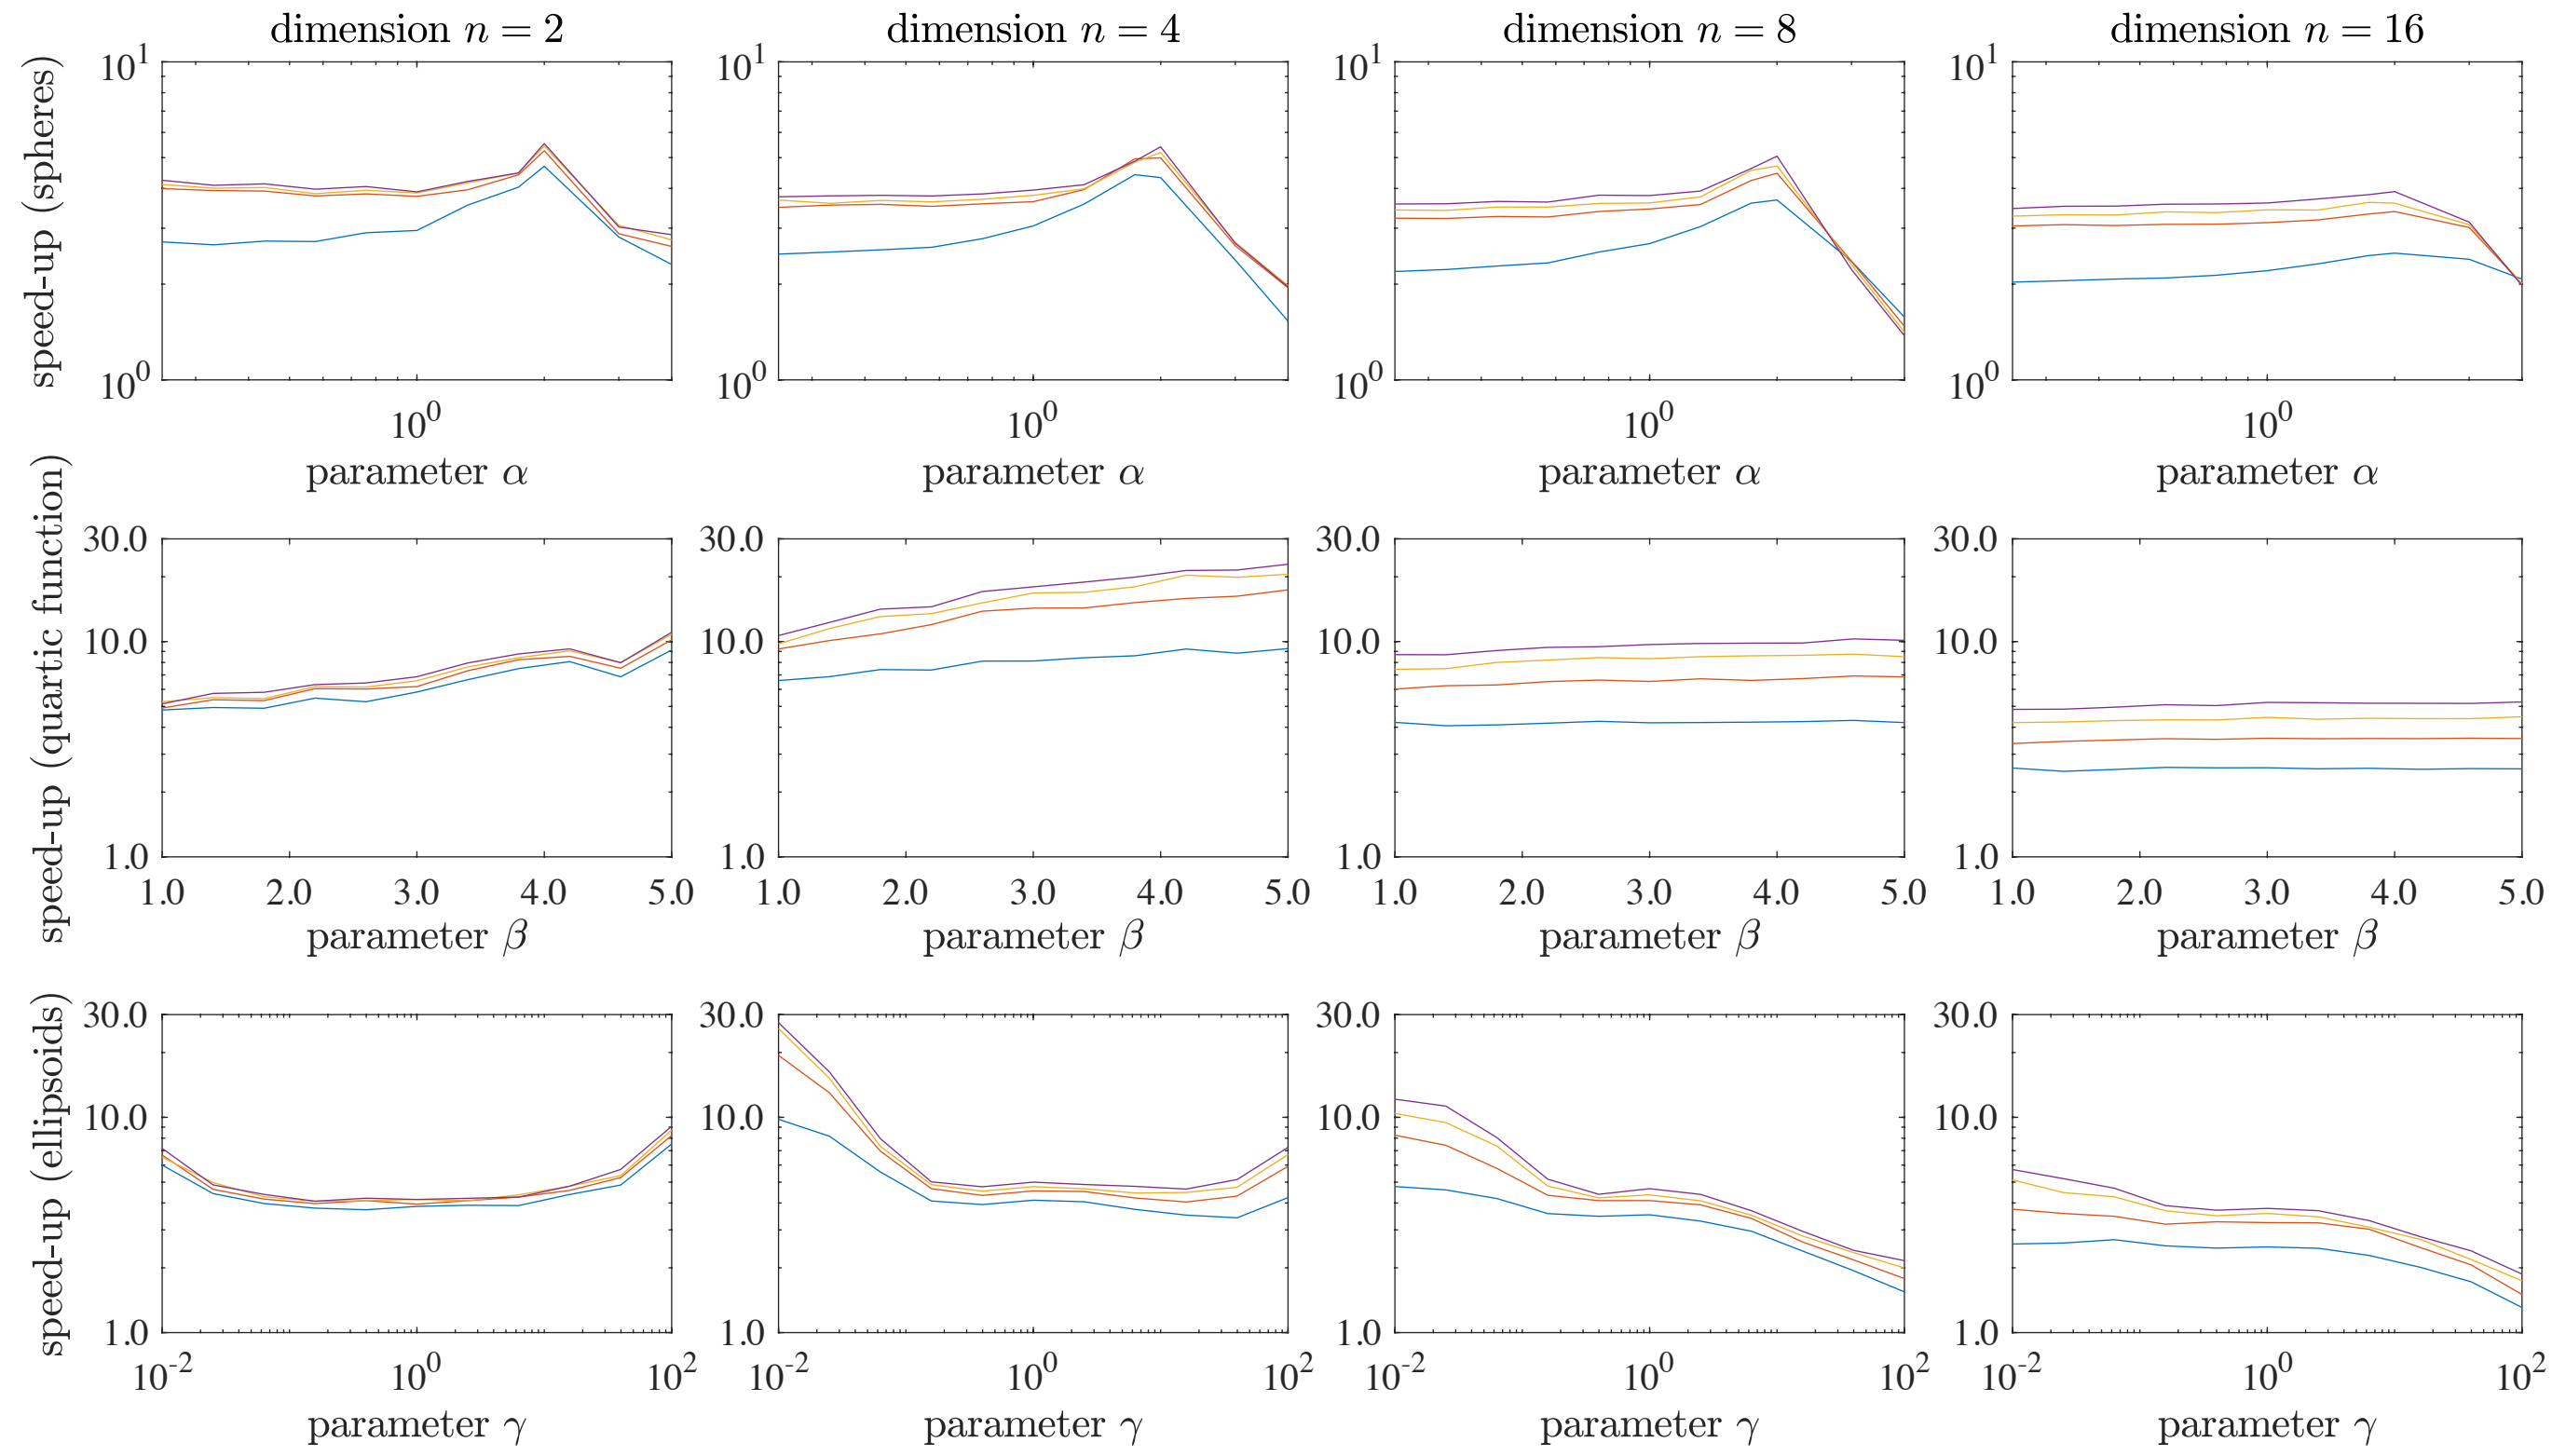 dimension n = 2
dimension n = 4
dimension n = 8
dimension n = 16
speed-up (spheres)
10^1
10^0
10^0
parameter α
10^1
10^0
10^0
parameter α
10^1
10^0
10^0
parameter α
10^1
10^0
10^0
parameter α
speed-up (quartic function)
30.0
10.0
1.0
1.0 2.0 3.0 4.0 5.0
parameter β
30.0
10.0
1.0
1.0 2.0 3.0 4.0 5.0
parameter β
30.0
10.0
1.0
1.0 2.0 3.0 4.0 5.0
parameter β
30.0
10.0
1.0
1.0 2.0 3.0 4.0 5.0
parameter β
speed-up (ellipsoids)
30.0
10.0
1.0
10^-2 10^0 10^2
parameter γ
30.0
10.0
1.0
10^-2 10^0 10^2
parameter γ
30.0
10.0
1.0
10^-2 10^0 10^2
parameter γ
30.0
10.0
1.0
10^-2 10^0 10^2
parameter γ